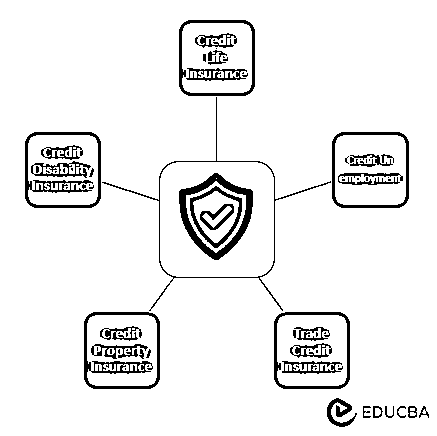 Credit
Life
Insurance
Credit
Disability
Insurance
Credit Un
employment
Credit
Property
Insurance
Trade
Credit
Insurance
EDUCBA